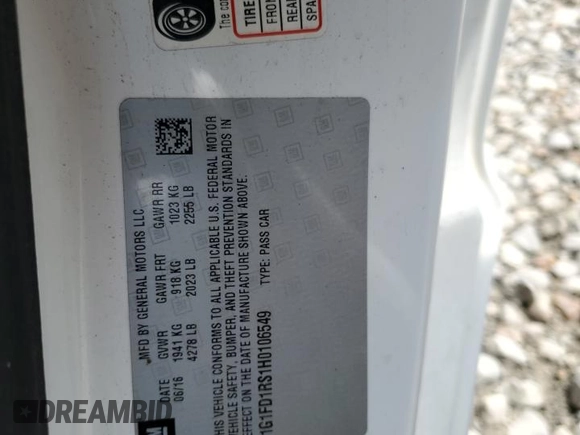 The co
TIRE
FRON
REAR
SPA
MFD BY GENERAL MOTORS LLC
DATE GVWR GAWR FRT GAWR RR
06/16 1941 KG 918 KG 1023 KG
4278 LB 2023 LB 2255 LB
THIS VEHICLE CONFORMS TO ALL APPLICABLE U.S. FEDERAL MOTOR
VEHICLE SAFETY, BUMPER, AND THEFT PREVENTION STANDARDS IN
EFFECT ON THE DATE OF MANUFACTURE SHOWN ABOVE.
1G1FD1RS1H0106549 TYPE: PASS CAR
GM
DREAMBID